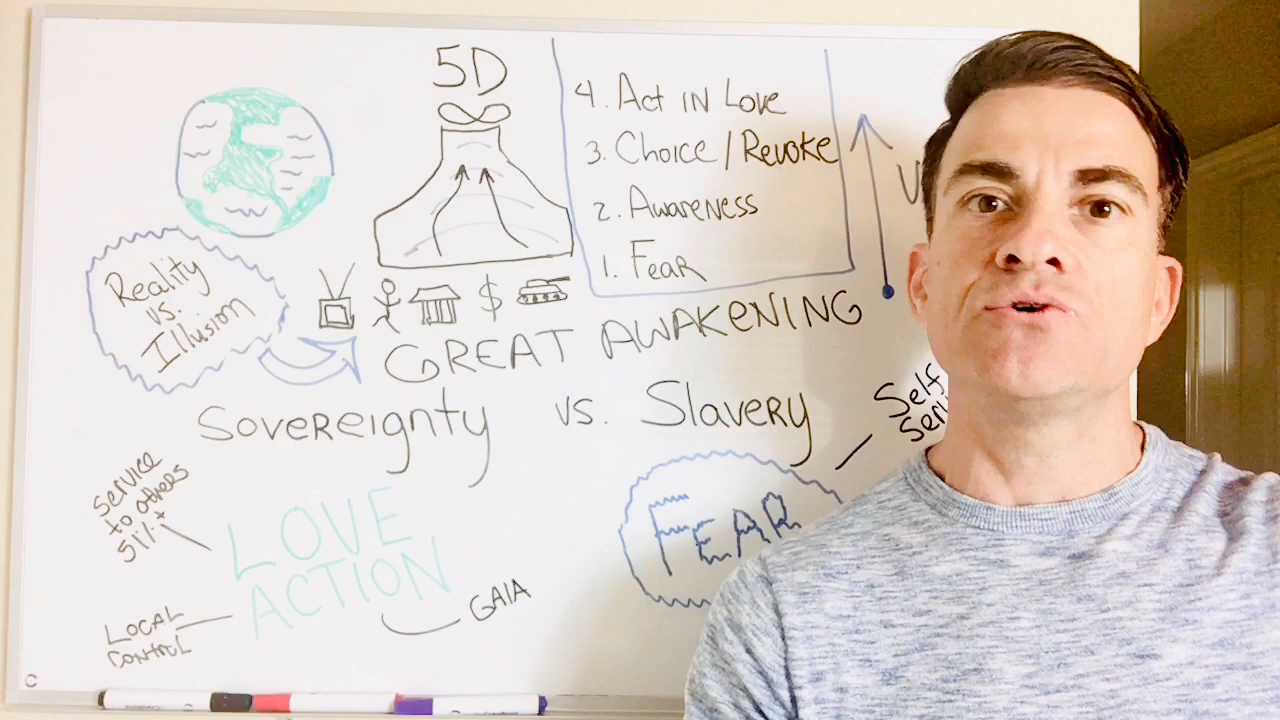 5D
4. Act IN Love
3. Choice / Revoke
2. Awareness
1. Fear
Reality
vs.
Illusion
$
GREAT AWAKENING
Sovereignty vs. Slavery
Self
Service
to others
51%+
LOVE
ACTION
FEAR
LOCAL
CONTROL
GAIA